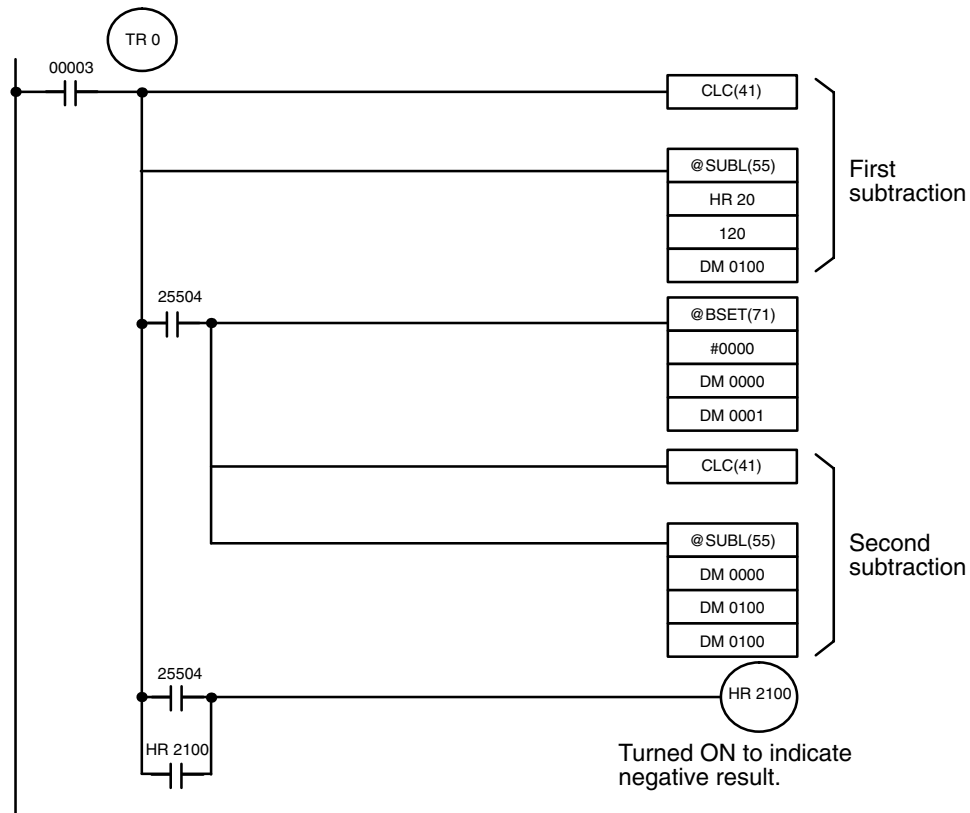 TR 0
00003
CLC(41)
@SUBL(55)
HR 20
120
DM 0100
First
subtraction
25504
@BSET(71)
#0000
DM 0000
DM 0001
CLC(41)
@SUBL(55)
DM 0000
DM 0100
DM 0100
Second
subtraction
25504
HR 2100
HR 2100
Turned ON to indicate
negative result.